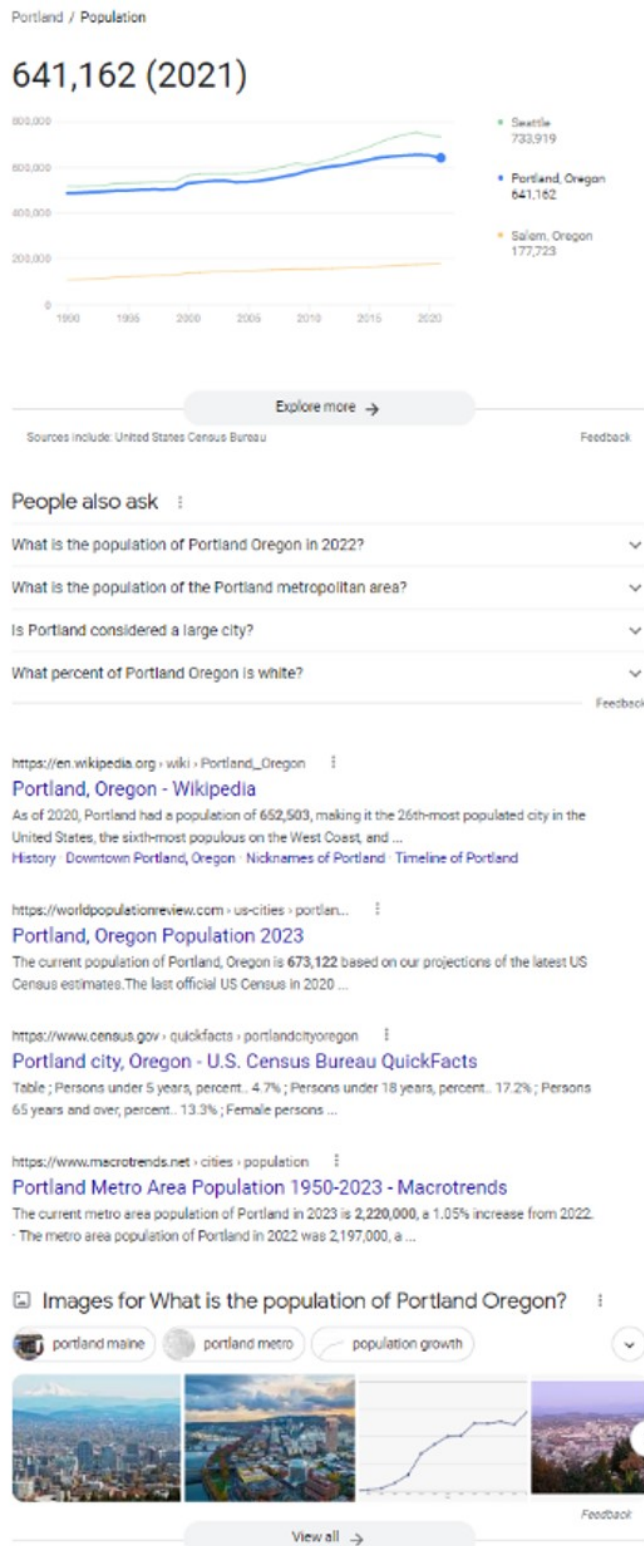 Portland / Population
641,162 (2021)
800,000
600,000
400,000
200,000
0
1990 1995 2000 2005 2010 2015 2020
Seattle
733,919
Portland, Oregon
641,162
Salem, Oregon
177,723
Explore more →
Sources include: United States Census Bureau
Feedback
People also ask
What is the population of Portland Oregon in 2022?
What is the population of the Portland metropolitan area?
Is Portland considered a large city?
What percent of Portland Oregon is white?
Feedback
https://en.wikipedia.org › wiki › Portland,_Oregon
Portland, Oregon - Wikipedia
As of 2020, Portland had a population of 652,503, making it the 26th-most populated city in the
United States, the sixth-most populous on the West Coast, and ...
History · Downtown Portland, Oregon · Nicknames of Portland · Timeline of Portland
https://worldpopulationreview.com › us-cities › portlan...
Portland, Oregon Population 2023
The current population of Portland, Oregon is 673,122 based on our projections of the latest US
Census estimates.The last official US Census in 2020 ...
https://www.census.gov › quickfacts › portlandcityoregon
Portland city, Oregon - U.S. Census Bureau QuickFacts
Table ; Persons under 5 years, percent.. 4.7% ; Persons under 18 years, percent.. 17.2% ; Persons
65 years and over, percent.. 13.3% ; Female persons ...
https://www.macrotrends.net › cities › population
Portland Metro Area Population 1950-2023 - Macrotrends
The current metro area population of Portland in 2023 is 2,220,000, a 1.05% increase from 2022.
· The metro area population of Portland in 2022 was 2,197,000, a ...
Images for What is the population of Portland Oregon?
portland maine
portland metro
population growth
Feedback
View all →